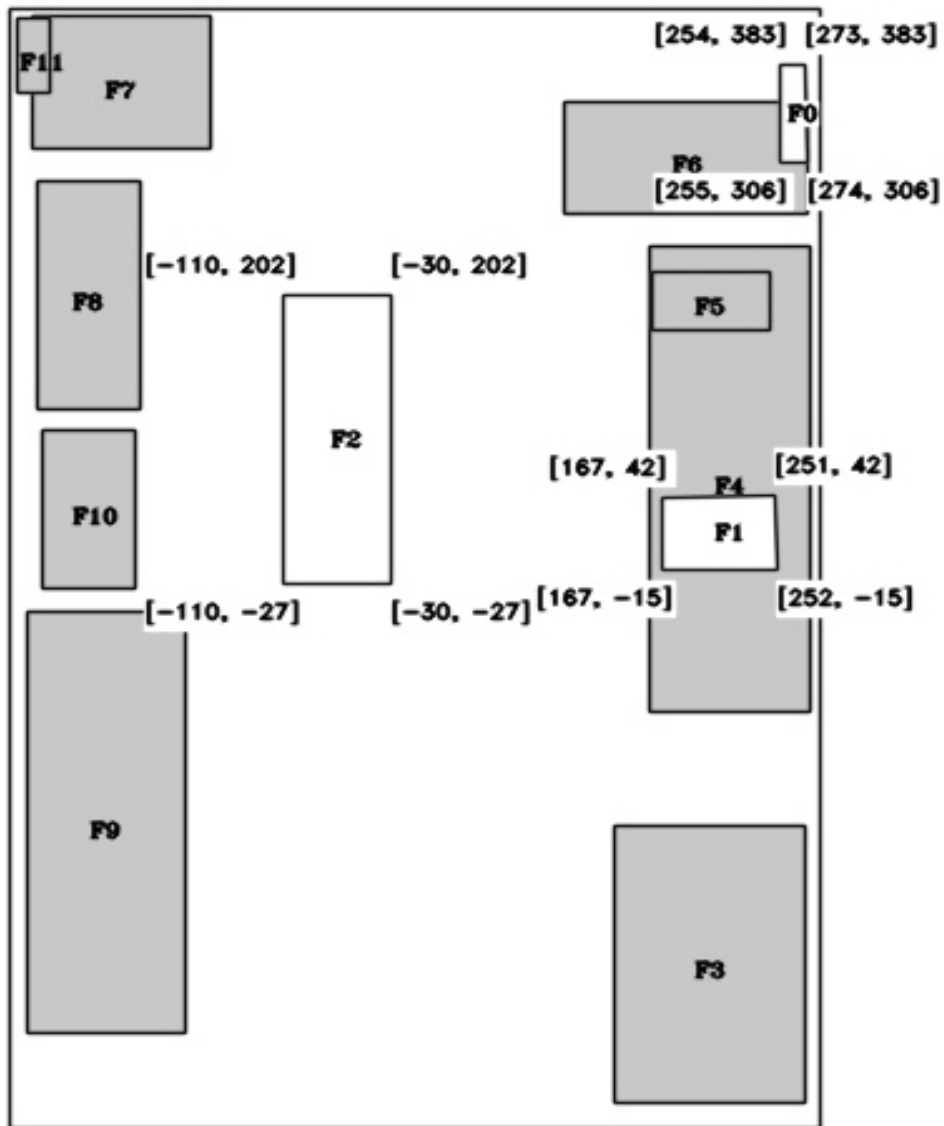 [254, 383] [273, 383]
F11
F7
F0
F6
[255, 306] [274, 306]
[-110, 202] [-30, 202]
F8
F5
F2
[167, 42] [251, 42]
F4
F10
F1
[-110, -27] [-30, -27] [167, -15] [252, -15]
F9
F3